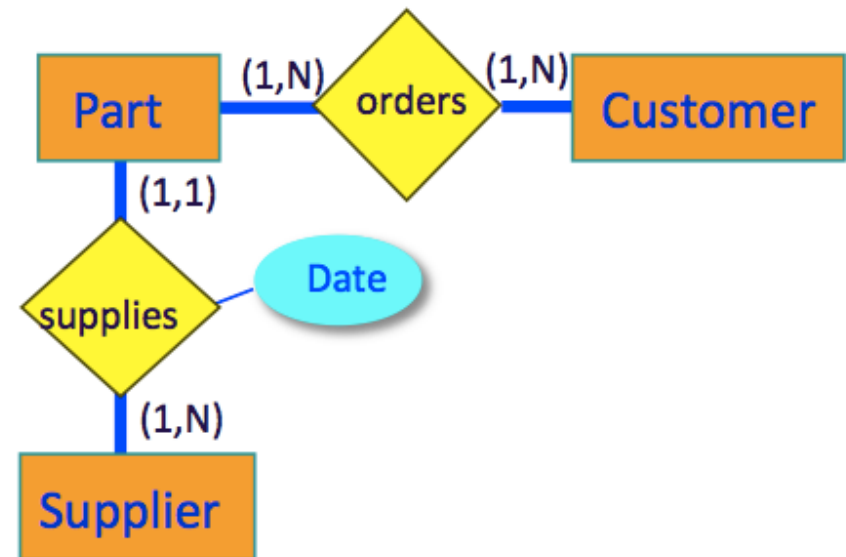 Part
(1,N)
orders
(1,N)
Customer
(1,1)
supplies
Date
(1,N)
Supplier